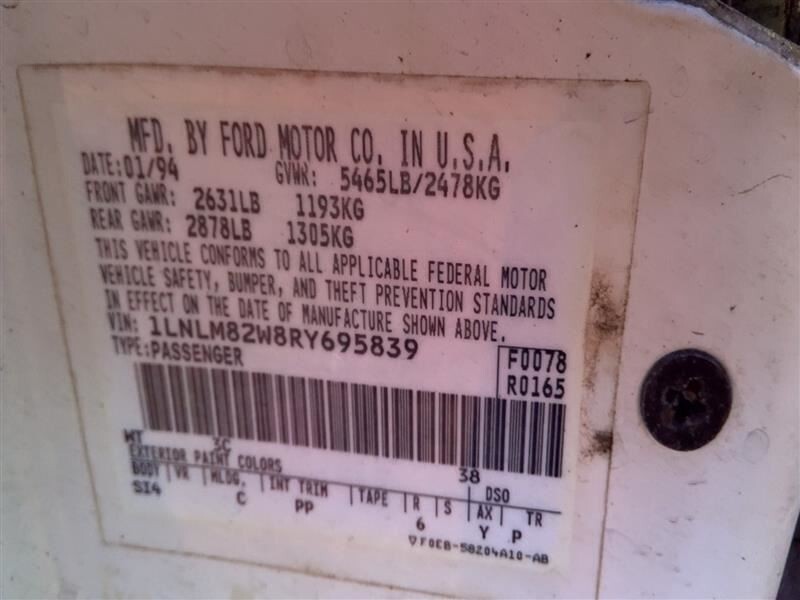 MFD. BY FORD MOTOR CO. IN U.S.A.
DATE: 01/94 GVWR: 5465LB/2478KG
FRONT GAWR: 2631LB 1193KG
REAR GAWR: 2878LB 1305KG
THIS VEHICLE CONFORMS TO ALL APPLICABLE FEDERAL MOTOR
VEHICLE SAFETY, BUMPER, AND THEFT PREVENTION STANDARDS
IN EFFECT ON THE DATE OF MANUFACTURE SHOWN ABOVE.
VIN: 1LNLM82W8RY695839
TYPE: PASSENGER
F0078
R0165
WT 3C
EXTERIOR PAINT COLORS 38 DSO
BODY VR MLDG. INT TRIM TAPE R S AX TR
SI4 C PP 6 Y P
▽F0EB-58204A10-AB